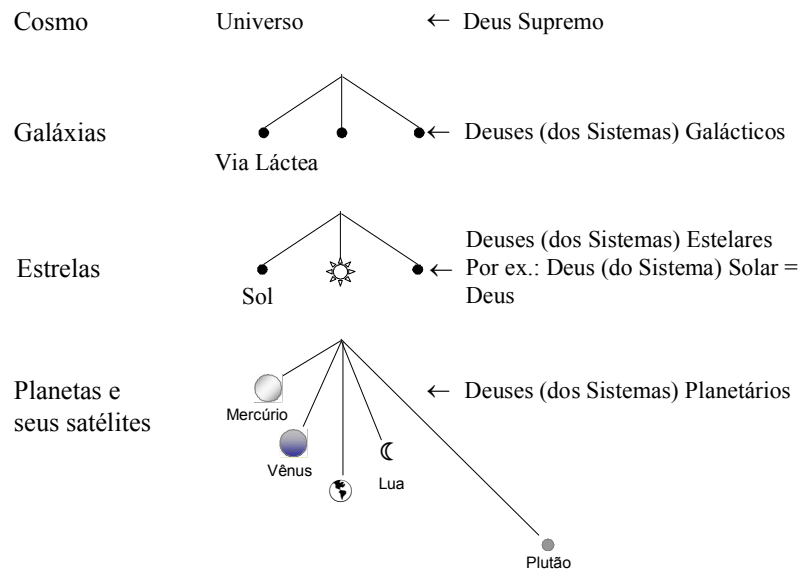 Cosmo
Universo
← Deus Supremo
Galáxias
← Deuses (dos Sistemas) Galácticos
Via Láctea
Estrelas
Sol
← Deuses (dos Sistemas) Estelares
Por ex.: Deus (do Sistema) Solar =
Deus
Planetas e
seus satélites
← Deuses (dos Sistemas) Planetários
Mercúrio
Vênus
Lua
Plutão